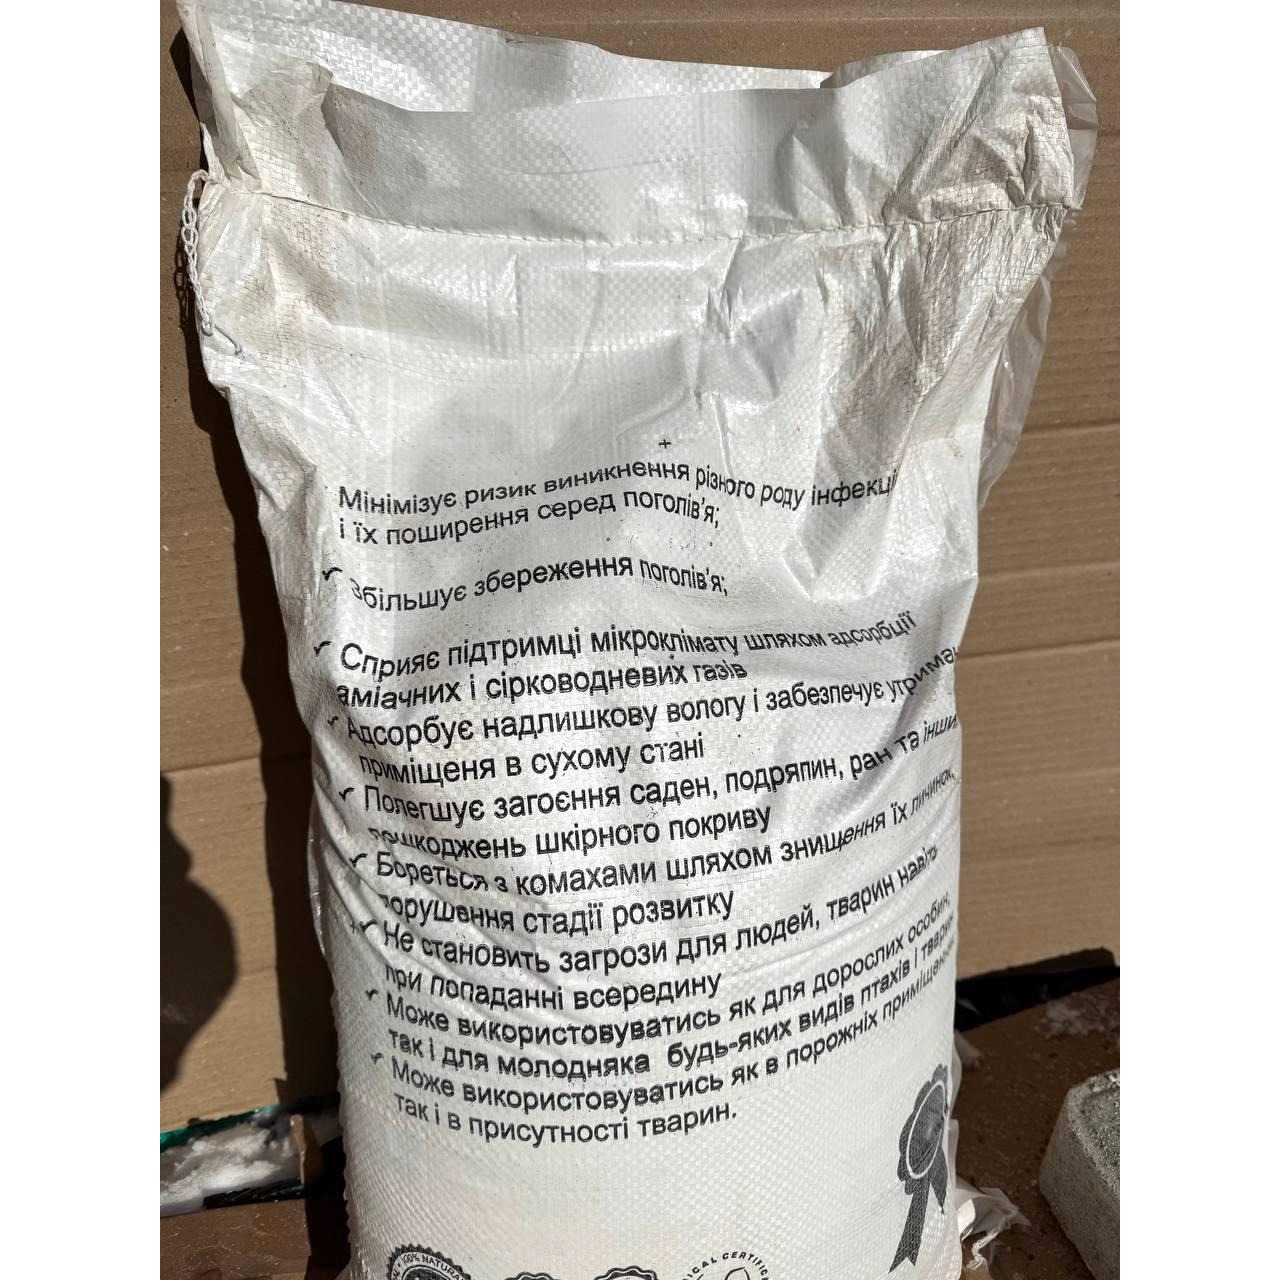 Мінімізує ризик виникнення різного роду інфекцій
і їх поширення серед поголів'я;
Збільшує збереження поголів'я;
Сприяє підтримці мікроклімату шляхом адсорбції
аміачних і сірководневих газів
Адсорбує надлишкову вологу і забезпечує
приміщеня в сухому стані
Полегшує загоєння саден, подряпин, ран та інших
пошкоджень шкірного покриву
Бореться з комахами шляхом знищення їх личинок,
порушення стадії розвитку
Не становить загрози для людей, тварин навіть
при попаданні всередину
Може використовуватись як для дорослих особин,
так і для молодняка будь-яких видів птахів і тварин
Може використовуватись як в порожніх приміщеннях
так і в присутності тварин.
100% NATURAL